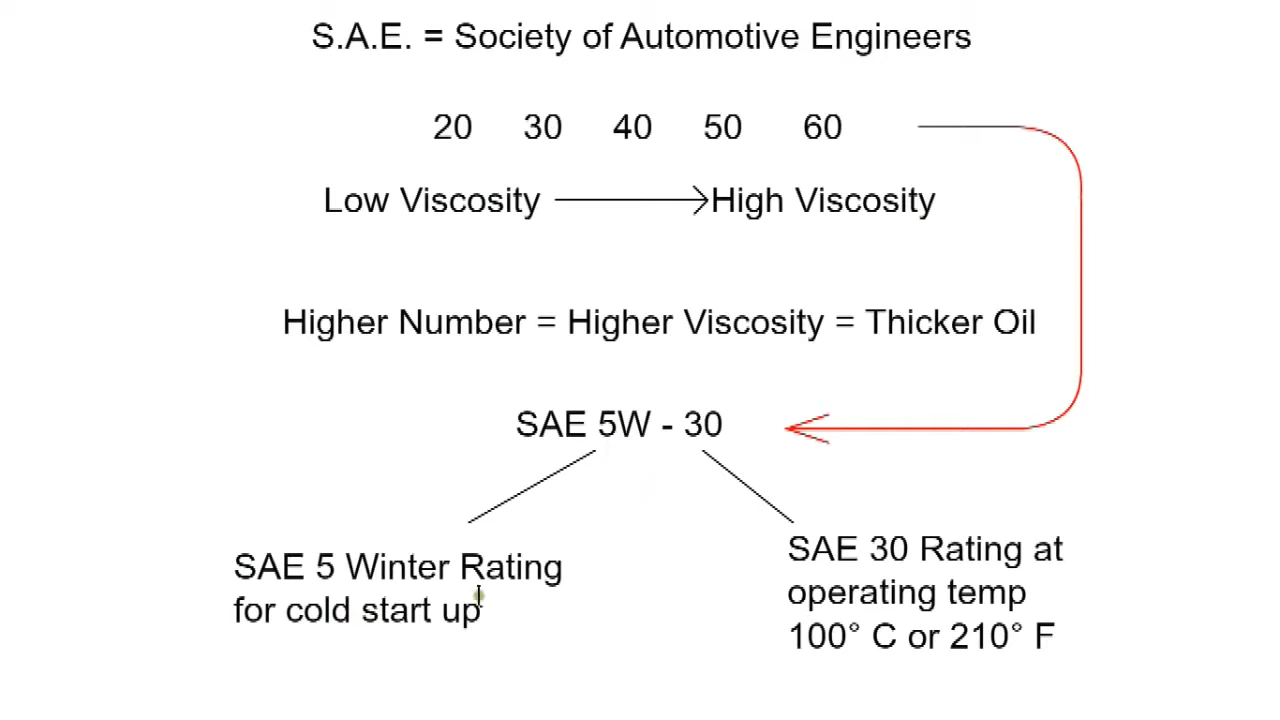 S.A.E. = Society of Automotive Engineers
20 30 40 50 60
Low Viscosity High Viscosity
Higher Number = Higher Viscosity = Thicker Oil
SAE 5W - 30
SAE 5 Winter Rating
for cold start up
SAE 30 Rating at
operating temp
100° C or 210° F